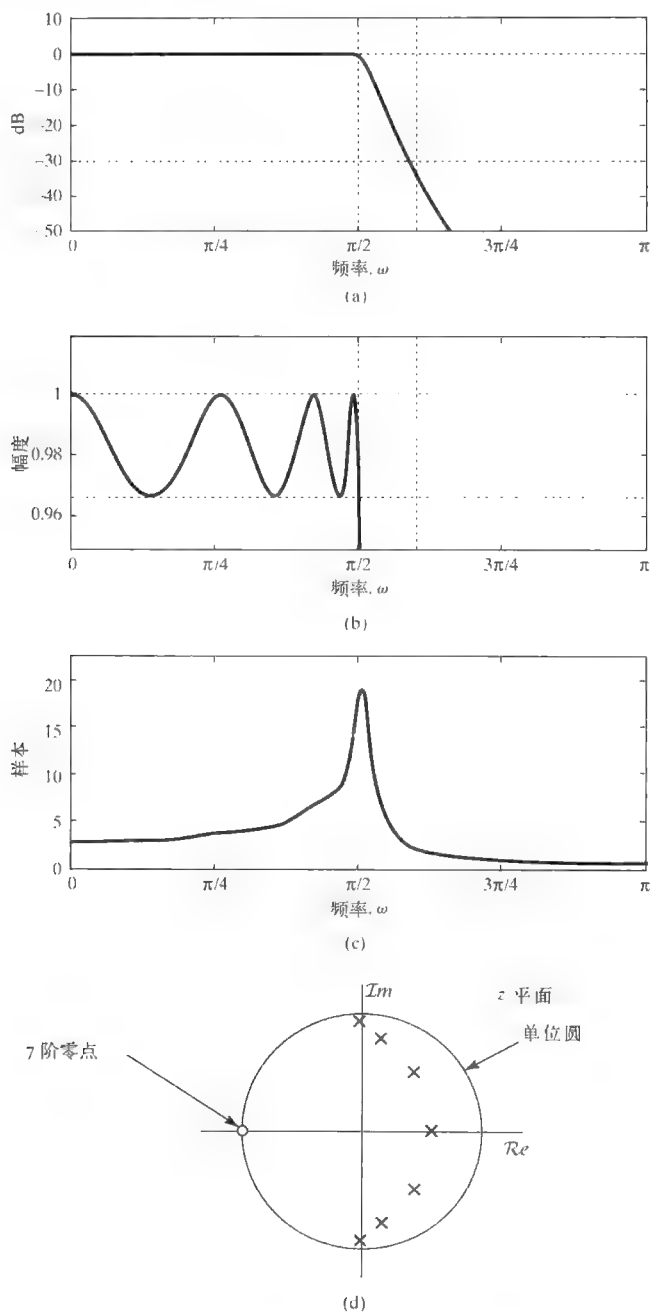 10
0
-10
-20
-30
-40
-50
dB
0
π/4
π/2
3π/4
π
频率, ω
(a)
1
0.98
0.96
幅度
0
π/4
π/2
3π/4
π
频率, ω
(b)
20
15
10
5
0
样本
0
π/4
π/2
3π/4
π
频率, ω
(c)
Im
z 平面
单位圆
7 阶零点
Re
(d)